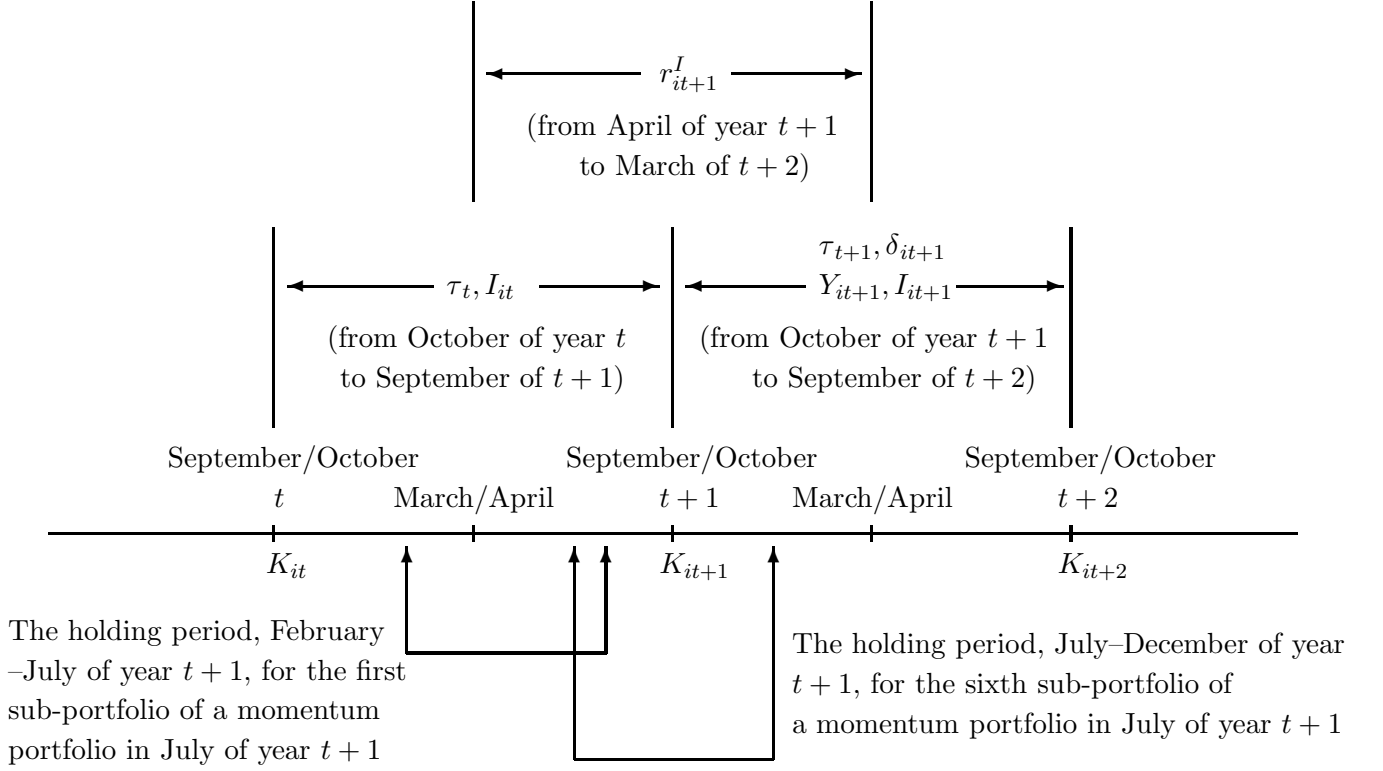 $r^I_{it+1}$
(from April of year $t+1$
to March of $t+2$)
$\tau_{t+1}, \delta_{it+1}$
$\tau_t, I_{it}$
$Y_{it+1}, I_{it+1}$
(from October of year $t$
to September of $t+1$)
(from October of year $t+1$
to September of $t+2$)
September/October
$t$
March/April
September/October
$t+1$
March/April
September/October
$t+2$
$K_{it}$
$K_{it+1}$
$K_{it+2}$
The holding period, February
–July of year $t+1$, for the first
sub-portfolio of a momentum
portfolio in July of year $t+1$
The holding period, July–December of year
$t+1$, for the sixth sub-portfolio of
a momentum portfolio in July of year $t+1$